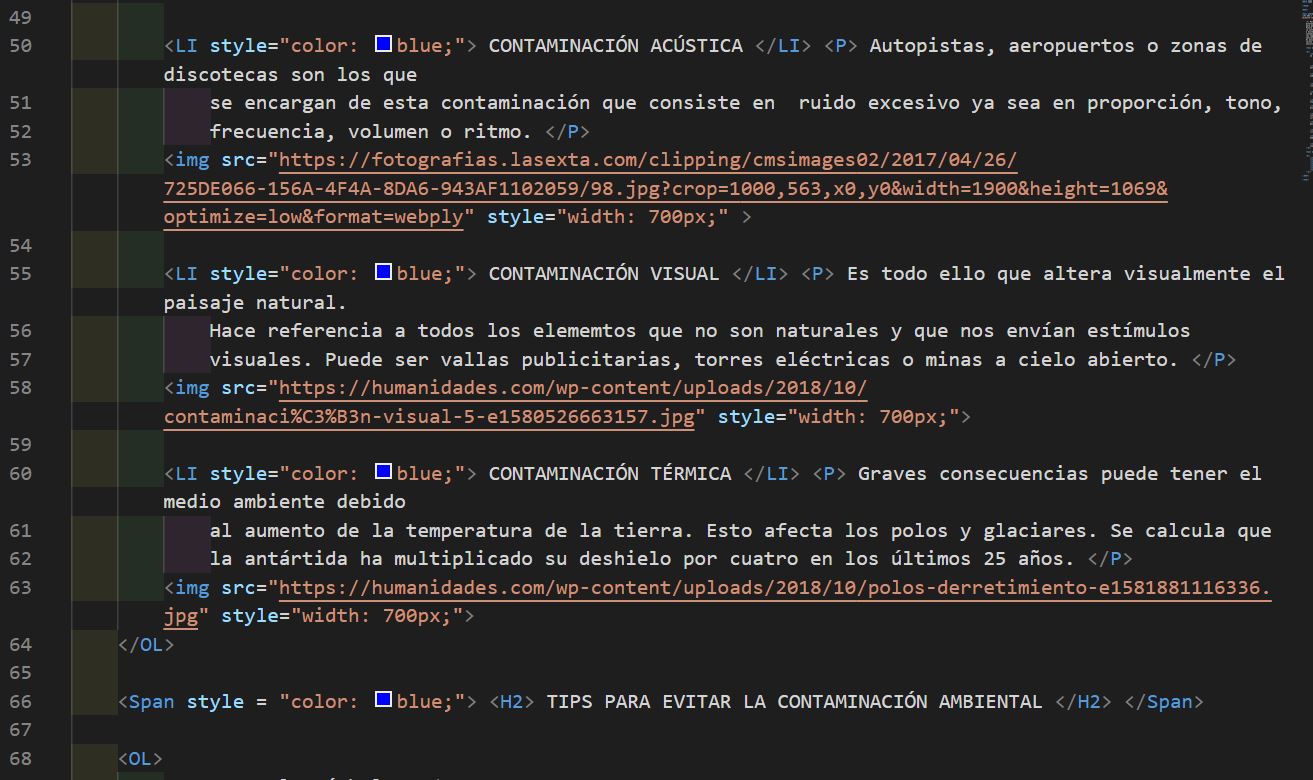 49
50 <LI style="color: blue;"> CONTAMINACIÓN ACÚSTICA </LI> <P> Autopistas, aeropuertos o zonas de
discotecas son los que
51 se encargan de esta contaminación que consiste en  ruido excesivo ya sea en proporción, tono,
52 frecuencia, volumen o ritmo. </P>
53 <img src="https://fotografias.lasexta.com/clipping/cmsimages02/2017/04/26/
725DE066-156A-4F4A-8DA6-943AF1102059/98.jpg?crop=1000,563,x0,y0&width=1900&height=1069&
optimize=low&format=webply" style="width: 700px;" >
54
55 <LI style="color: blue;"> CONTAMINACIÓN VISUAL </LI> <P> Es todo ello que altera visualmente el
paisaje natural.
56 Hace referencia a todos los elememtos que no son naturales y que nos envían estímulos
57 visuales. Puede ser vallas publicitarias, torres eléctricas o minas a cielo abierto. </P>
58 <img src="https://humanidades.com/wp-content/uploads/2018/10/
contaminaci%C3%B3n-visual-5-e1580526663157.jpg" style="width: 700px;">
59
60 <LI style="color: blue;"> CONTAMINACIÓN TÉRMICA </LI> <P> Graves consecuencias puede tener el
medio ambiente debido
61 al aumento de la temperatura de la tierra. Esto afecta los polos y glaciares. Se calcula que
62 la antártida ha multiplicado su deshielo por cuatro en los últimos 25 años. </P>
63 <img src="https://humanidades.com/wp-content/uploads/2018/10/polos-derretimiento-e1581881116336.
jpg" style="width: 700px;">
64 </OL>
65
66 <Span style = "color: blue;"> <H2> TIPS PARA EVITAR LA CONTAMINACIÓN AMBIENTAL </H2> </Span>
67
68 <OL>